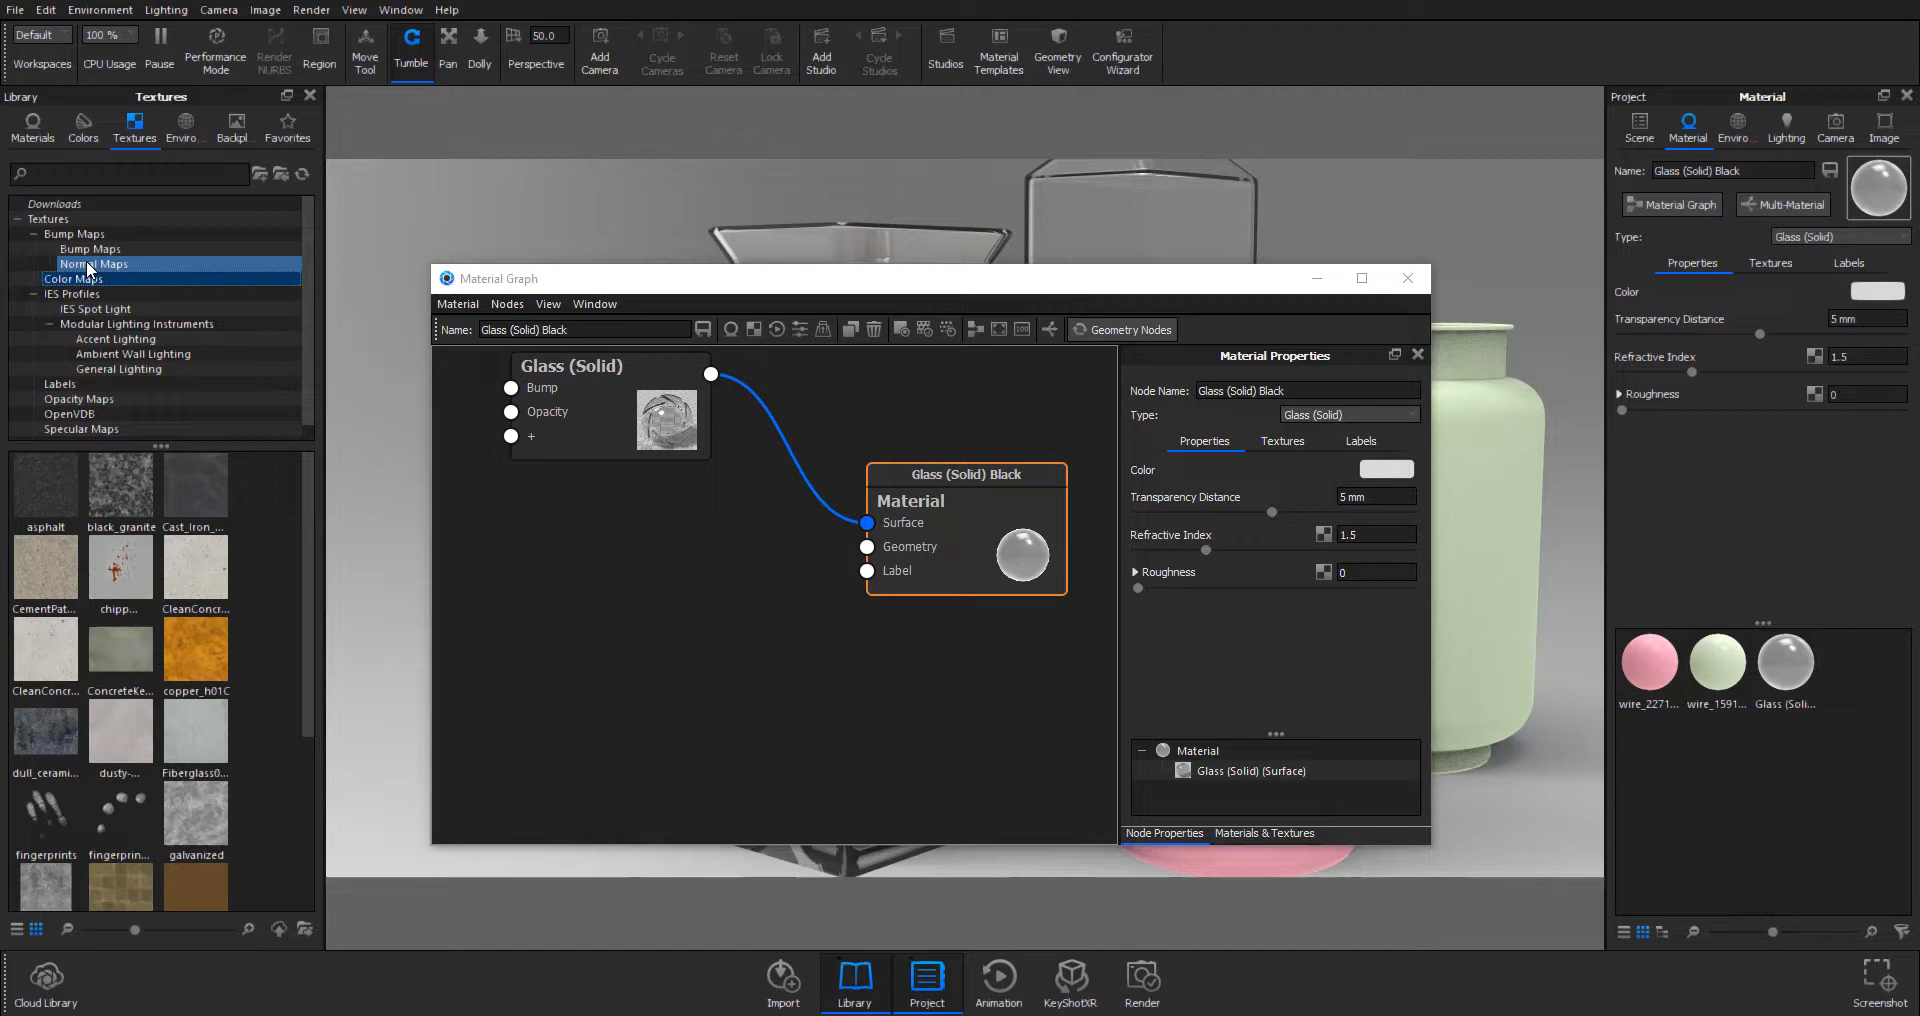 File Edit Environment Lighting Camera Image Render View Window Help
Default 100 % 50.0
Workspaces CPU Usage Pause Performance Mode Render NURBS Region Move Tool Tumble Pan Dolly Perspective Add Camera Cycle Cameras Reset Camera Lock Camera Add Studio Cycle Studios Studios Material Templates Geometry View Configurator Wizard
Library Textures
Materials Colors Textures Enviro... Backpl... Favorites
Downloads
Textures
Bump Maps
Bump Maps
Normal Maps
Color Maps
IES Profiles
IES Spot Light
Modular Lighting Instruments
Accent Lighting
Ambient Wall Lighting
General Lighting
Labels
Opacity Maps
OpenVDB
Specular Maps
asphalt black_granite Cast_Iron_...
CementPat... chipp... CleanConcr...
CleanConcr... ConcreteKe... copper_h01C
dull_cerami... dusty-... Fiberglass0...
fingerprints fingerprin... galvanized
Material Graph
Material Nodes View Window
Name: Glass (Solid) Black 100 Geometry Nodes
Glass (Solid)
Bump
Opacity
+
Glass (Solid) Black
Material
Surface
Geometry
Label
Material Properties
Node Name: Glass (Solid) Black
Type: Glass (Solid)
Properties Textures Labels
Color
Transparency Distance 5 mm
Refractive Index 1.5
Roughness 0
Material
Glass (Solid) (Surface)
Node Properties Materials & Textures
Project Material
Scene Material Enviro... Lighting Camera Image
Name: Glass (Solid) Black
Material Graph Multi-Material
Type: Glass (Solid)
Properties Textures Labels
Color
Transparency Distance 5 mm
Refractive Index 1.5
Roughness 0
wire_2271... wire_1591... Glass (Soli...
Cloud Library Import Library Project Animation KeyShotXR Render Screenshot